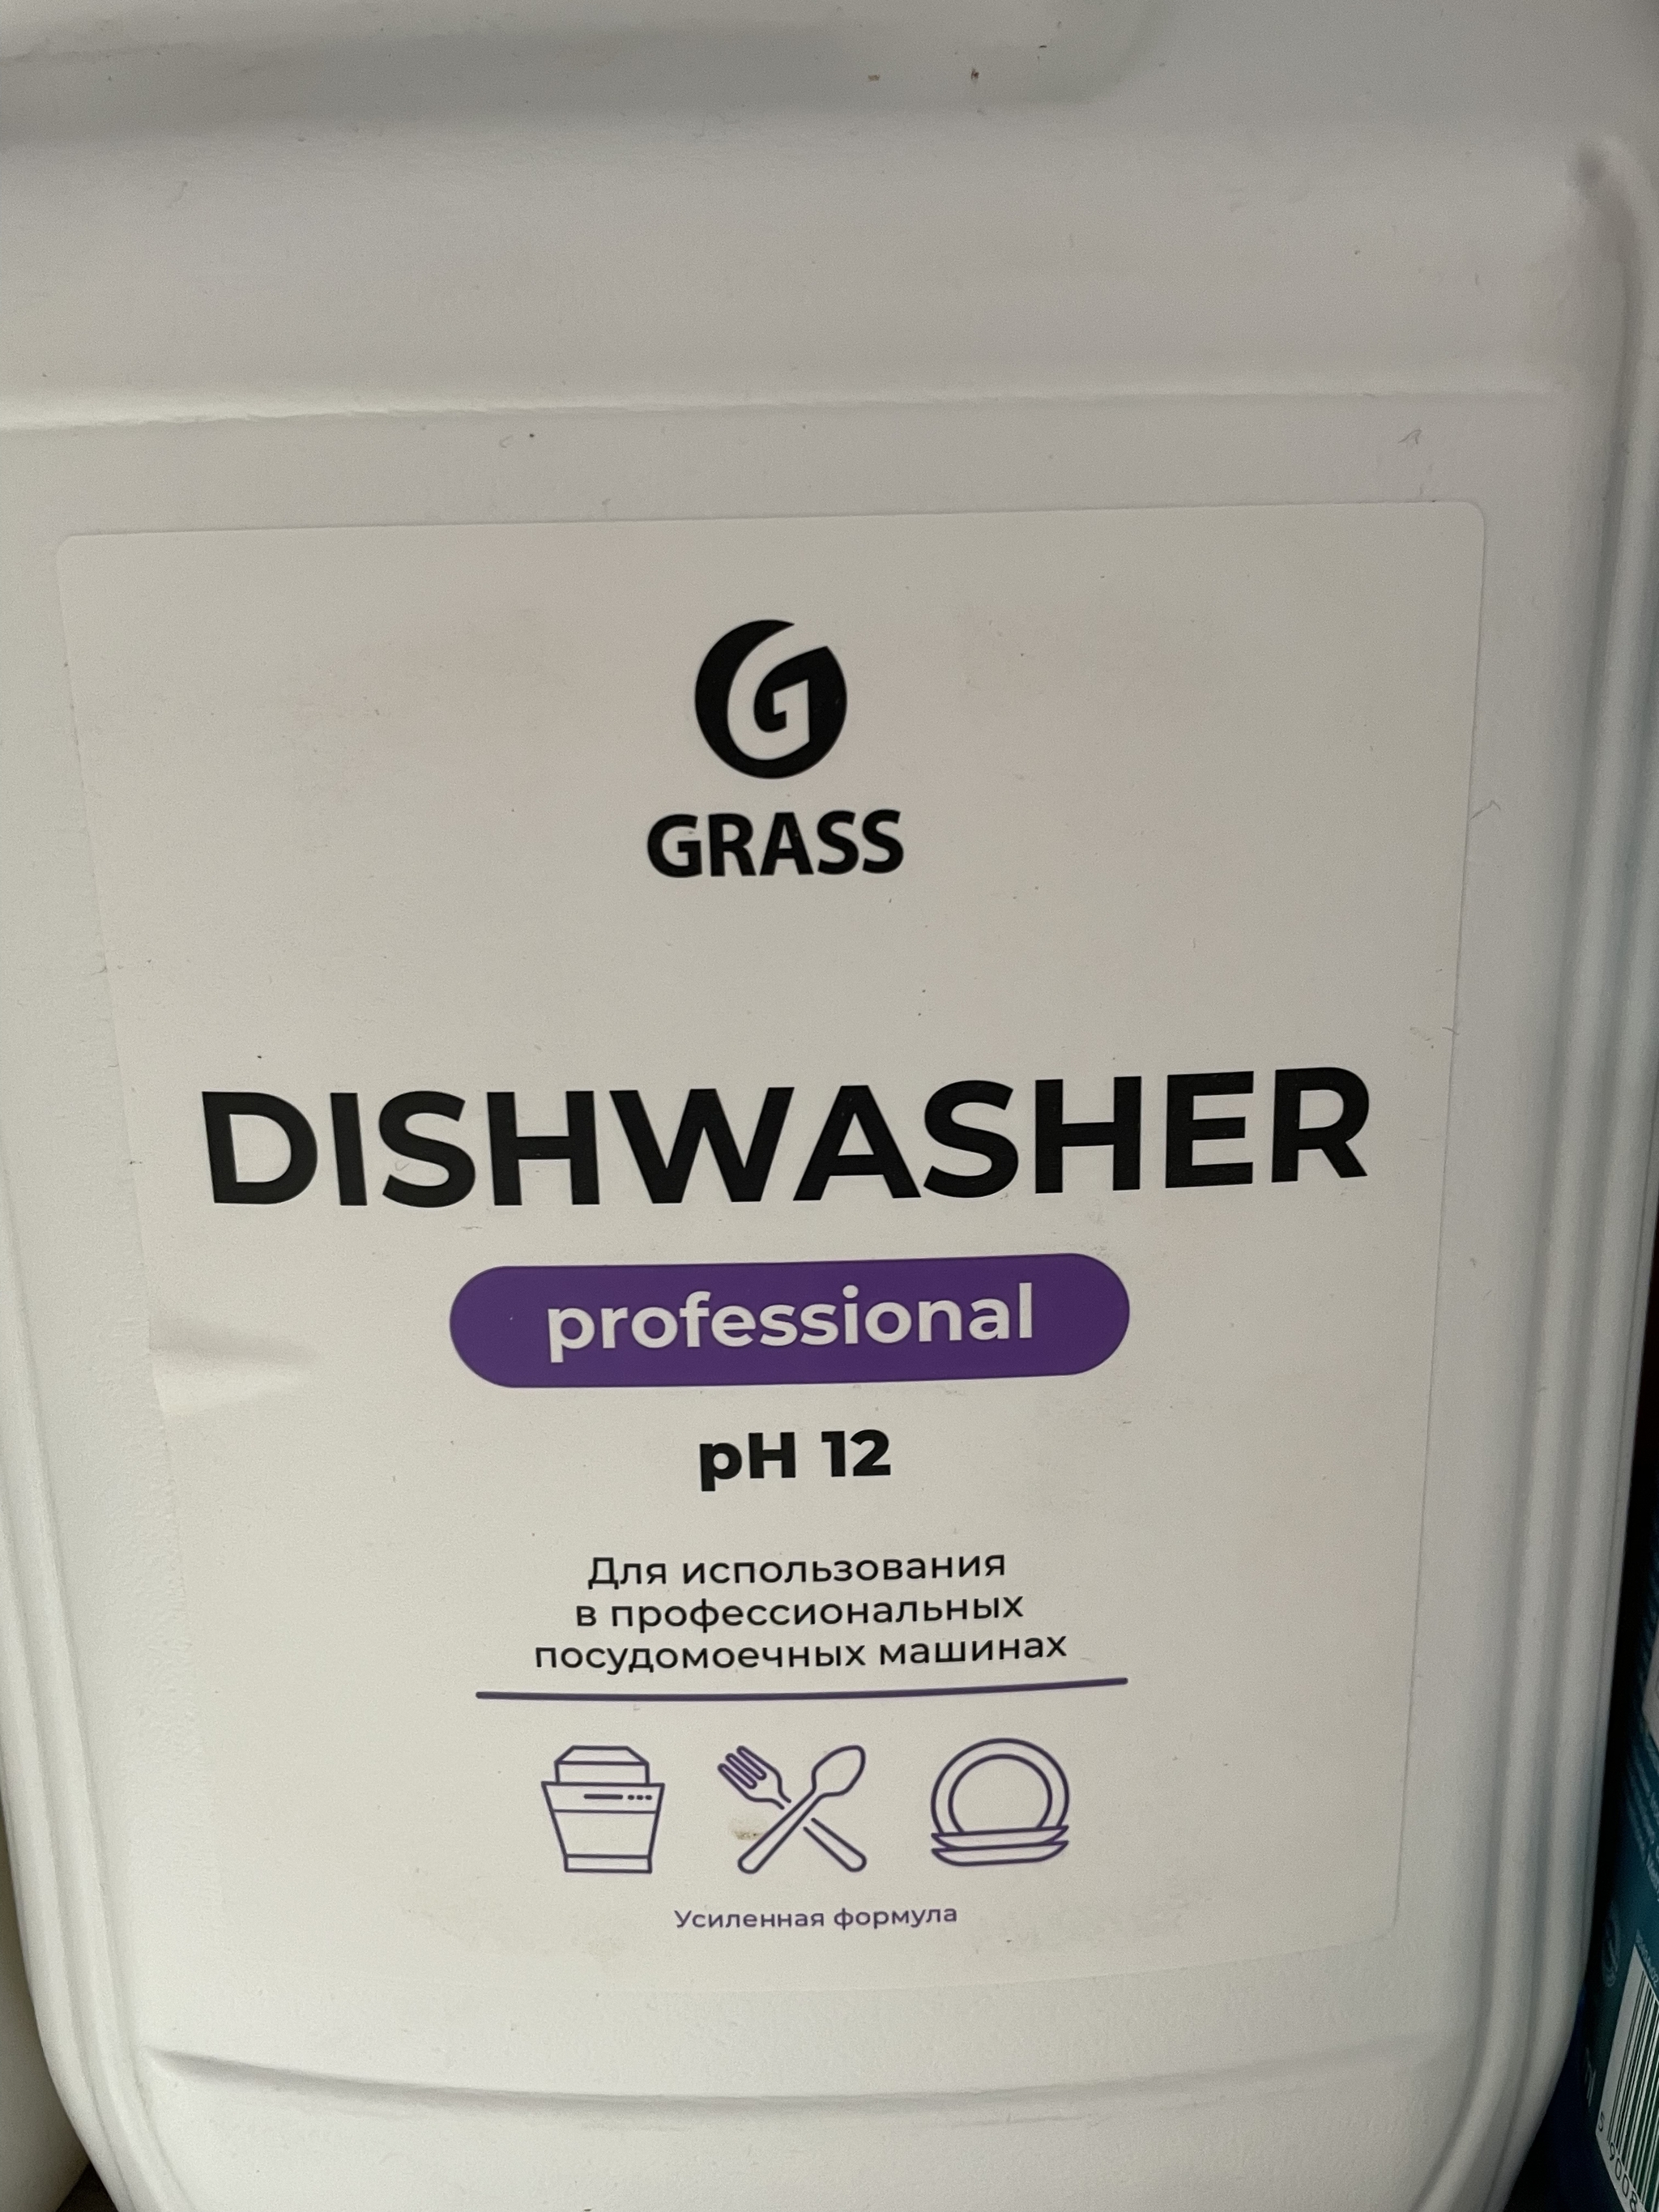 GRASS
DISHWASHER
professional
pH 12
Для использования
в профессиональных
посудомоечных машинах
Усиленная формула